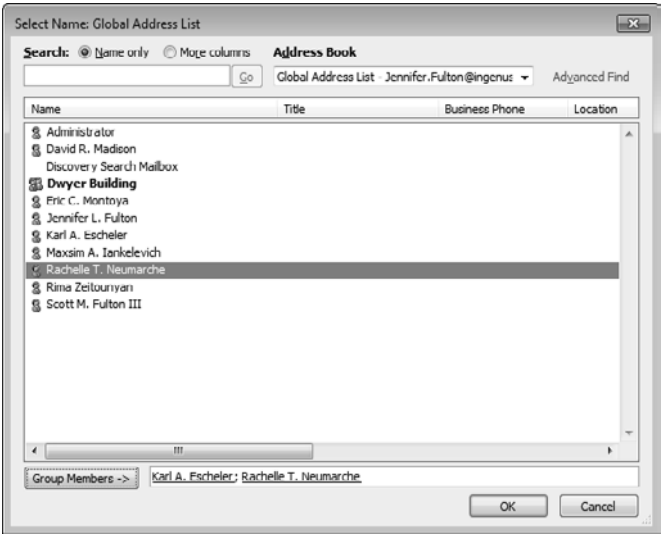 Select Name: Global Address List
Search: Name only More columns Address Book
Go Global Address List - Jennifer.Fulton@ingenus Advanced Find
Name Title Business Phone Location
Administrator
David R. Madison
Discovery Search Mailbox
Dwyer Building
Eric C. Montoya
Jennifer L. Fulton
Karl A. Escheler
Maxsim A. Iankelevich
Rachelle T. Neumarche
Rima Zeitounyan
Scott M. Fulton III
Group Members -> Karl A. Escheler; Rachelle T. Neumarche
OK Cancel